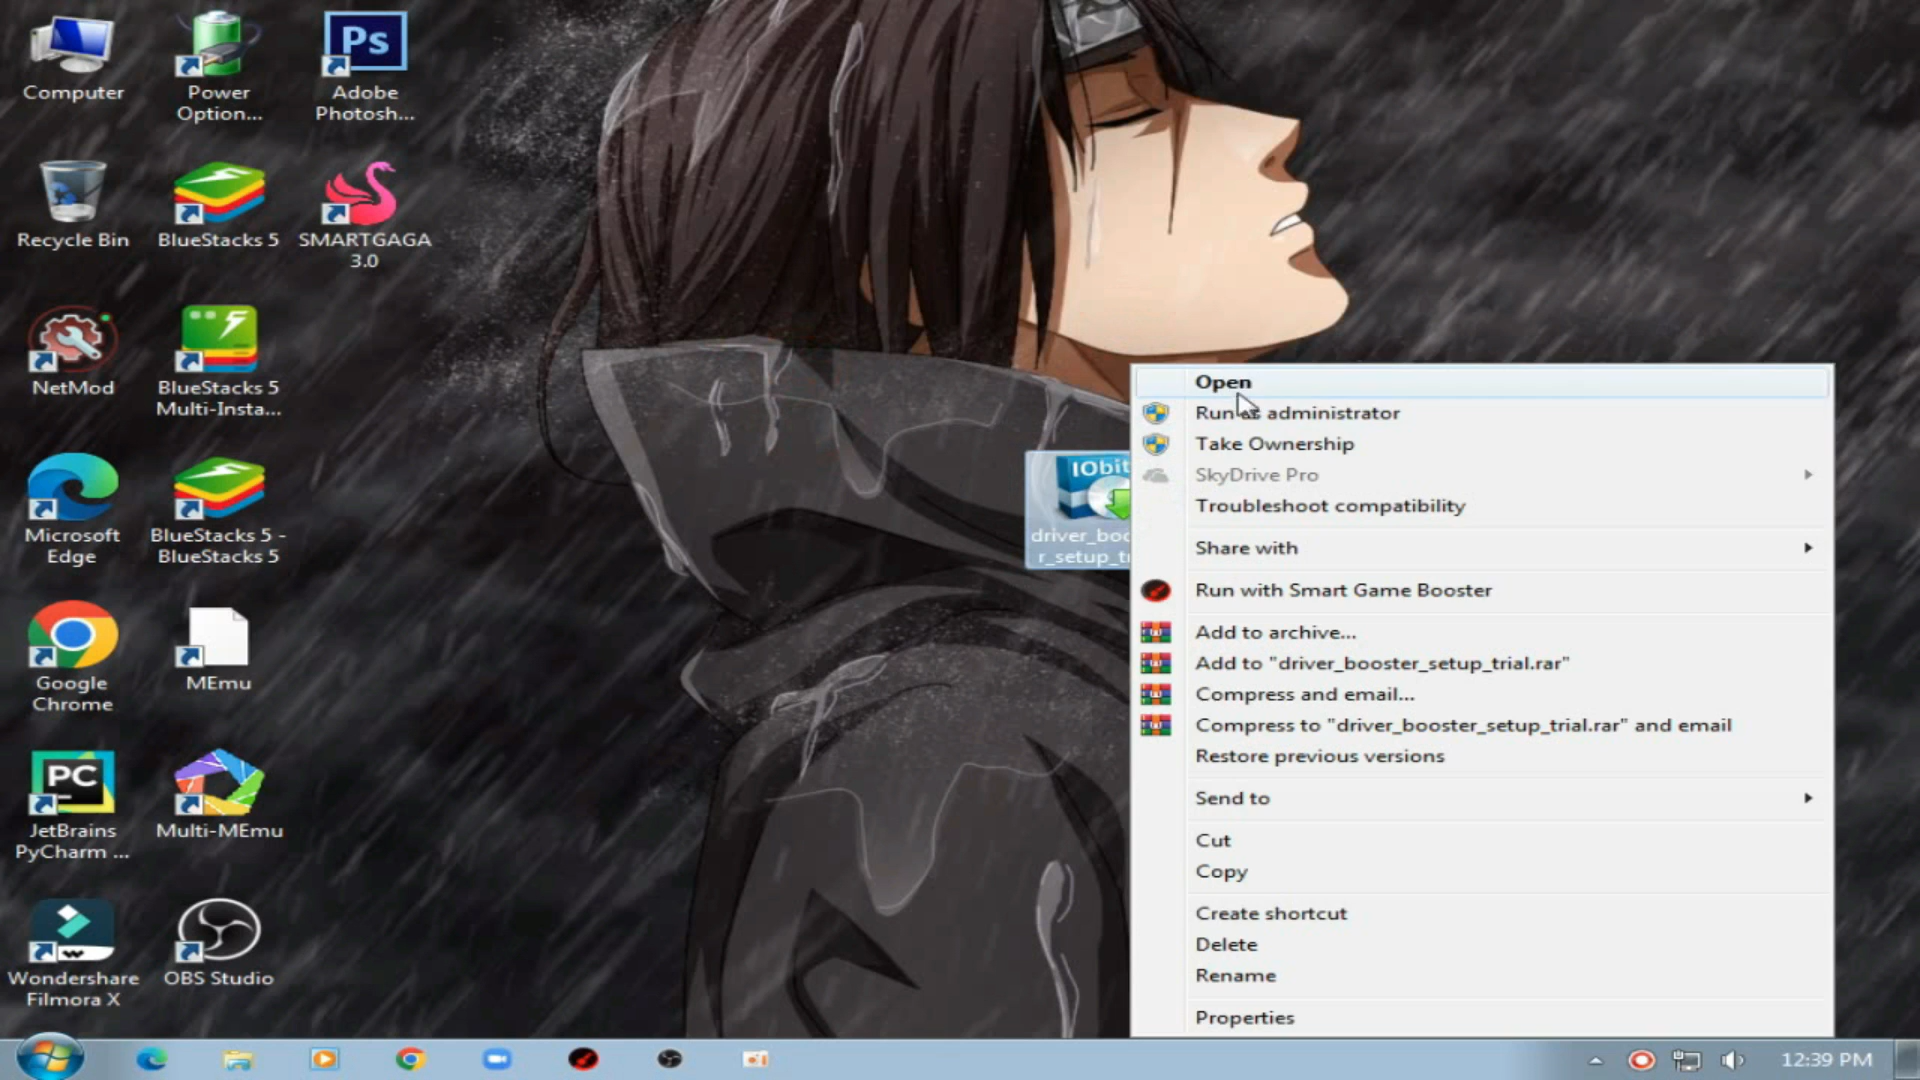 Computer
Power
Option...
Ps
Adobe
Photosh...
Recycle Bin
BlueStacks 5
SMARTGAGA
3.0
NetMod
BlueStacks 5
Multi-Insta...
Microsoft
Edge
BlueStacks 5 -
BlueStacks 5
Google
Chrome
MEmu
PC
JetBrains
PyCharm ...
Multi-MEmu
Wondershare
Filmora X
OBS Studio
IObit
driver_boo
r_setup_t
Open
Run as administrator
Take Ownership
SkyDrive Pro
Troubleshoot compatibility
Share with
Run with Smart Game Booster
Add to archive...
Add to "driver_booster_setup_trial.rar"
Compress and email...
Compress to "driver_booster_setup_trial.rar" and email
Restore previous versions
Send to
Cut
Copy
Create shortcut
Delete
Rename
Properties
12:39 PM